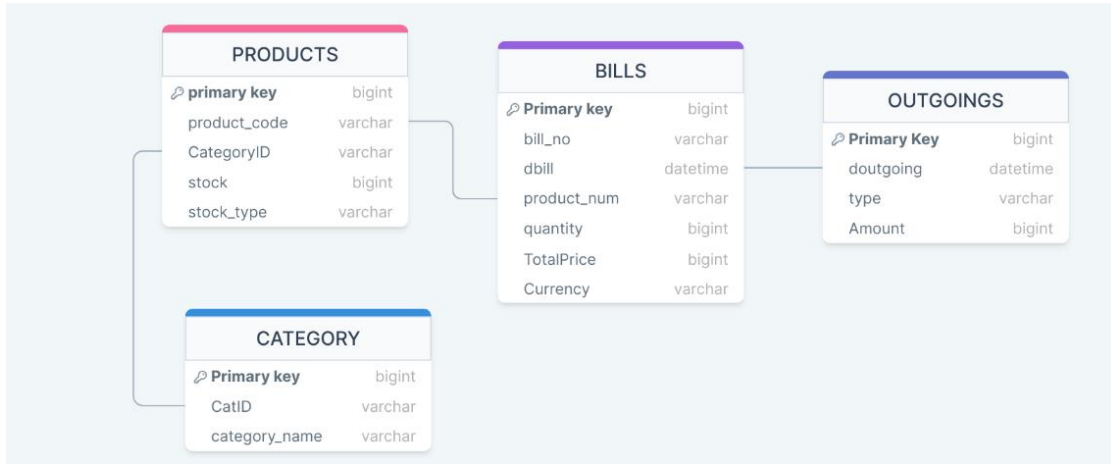 PRODUCTS
primary key bigint
product_code varchar
CategoryID varchar
stock bigint
stock_type varchar
BILLS
Primary key bigint
bill_no varchar
dbill datetime
product_num varchar
quantity bigint
TotalPrice bigint
Currency varchar
OUTGOINGS
Primary Key bigint
doutgoing datetime
type varchar
Amount bigint
CATEGORY
Primary key bigint
CatID varchar
category_name varchar